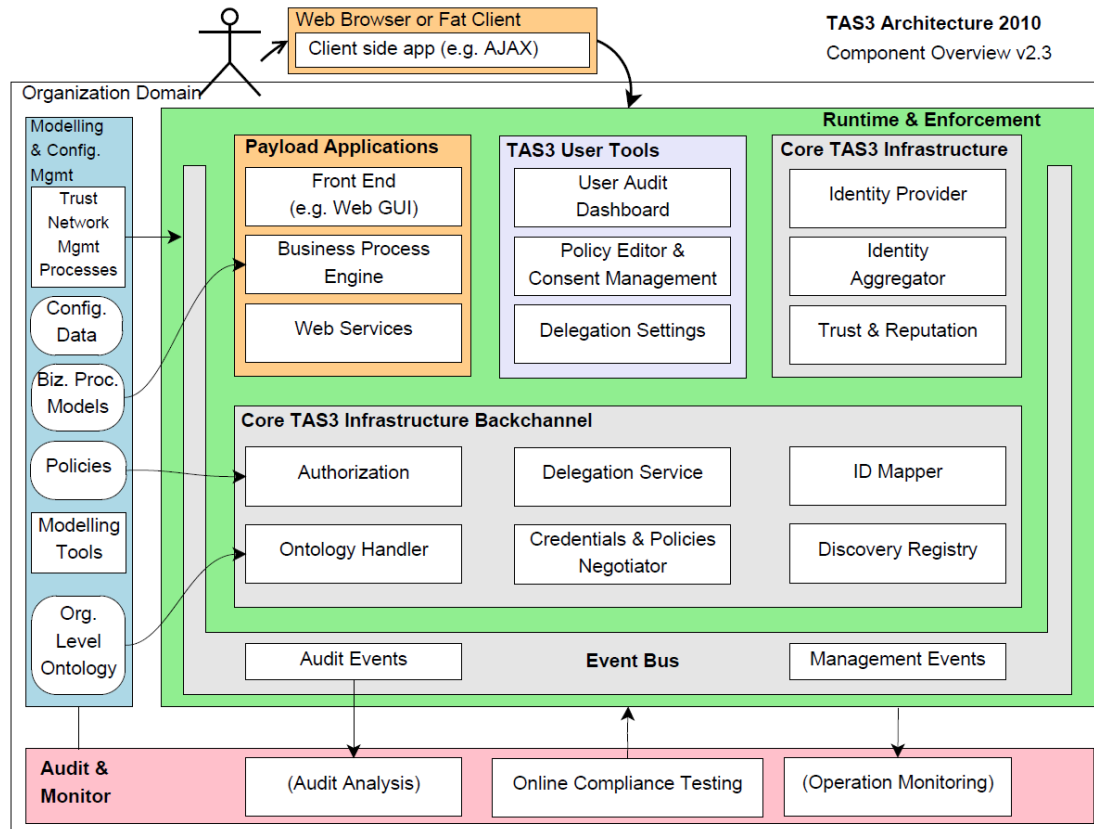 Web Browser or Fat Client
Client side app (e.g. AJAX)
TAS3 Architecture 2010
Component Overview v2.3
Organization Domain
Modelling
& Config.
Mgmt
Trust
Network
Mgmt
Processes
Config.
Data
Biz. Proc.
Models
Policies
Modelling
Tools
Org.
Level
Ontology
Runtime & Enforcement
Payload Applications
Front End
(e.g. Web GUI)
Business Process
Engine
Web Services
TAS3 User Tools
User Audit
Dashboard
Policy Editor &
Consent Management
Delegation Settings
Core TAS3 Infrastructure
Identity Provider
Identity
Aggregator
Trust & Reputation
Core TAS3 Infrastructure Backchannel
Authorization
Delegation Service
ID Mapper
Ontology Handler
Credentials & Policies
Negotiator
Discovery Registry
Audit Events
Event Bus
Management Events
Audit &
Monitor
(Audit Analysis)
Online Compliance Testing
(Operation Monitoring)